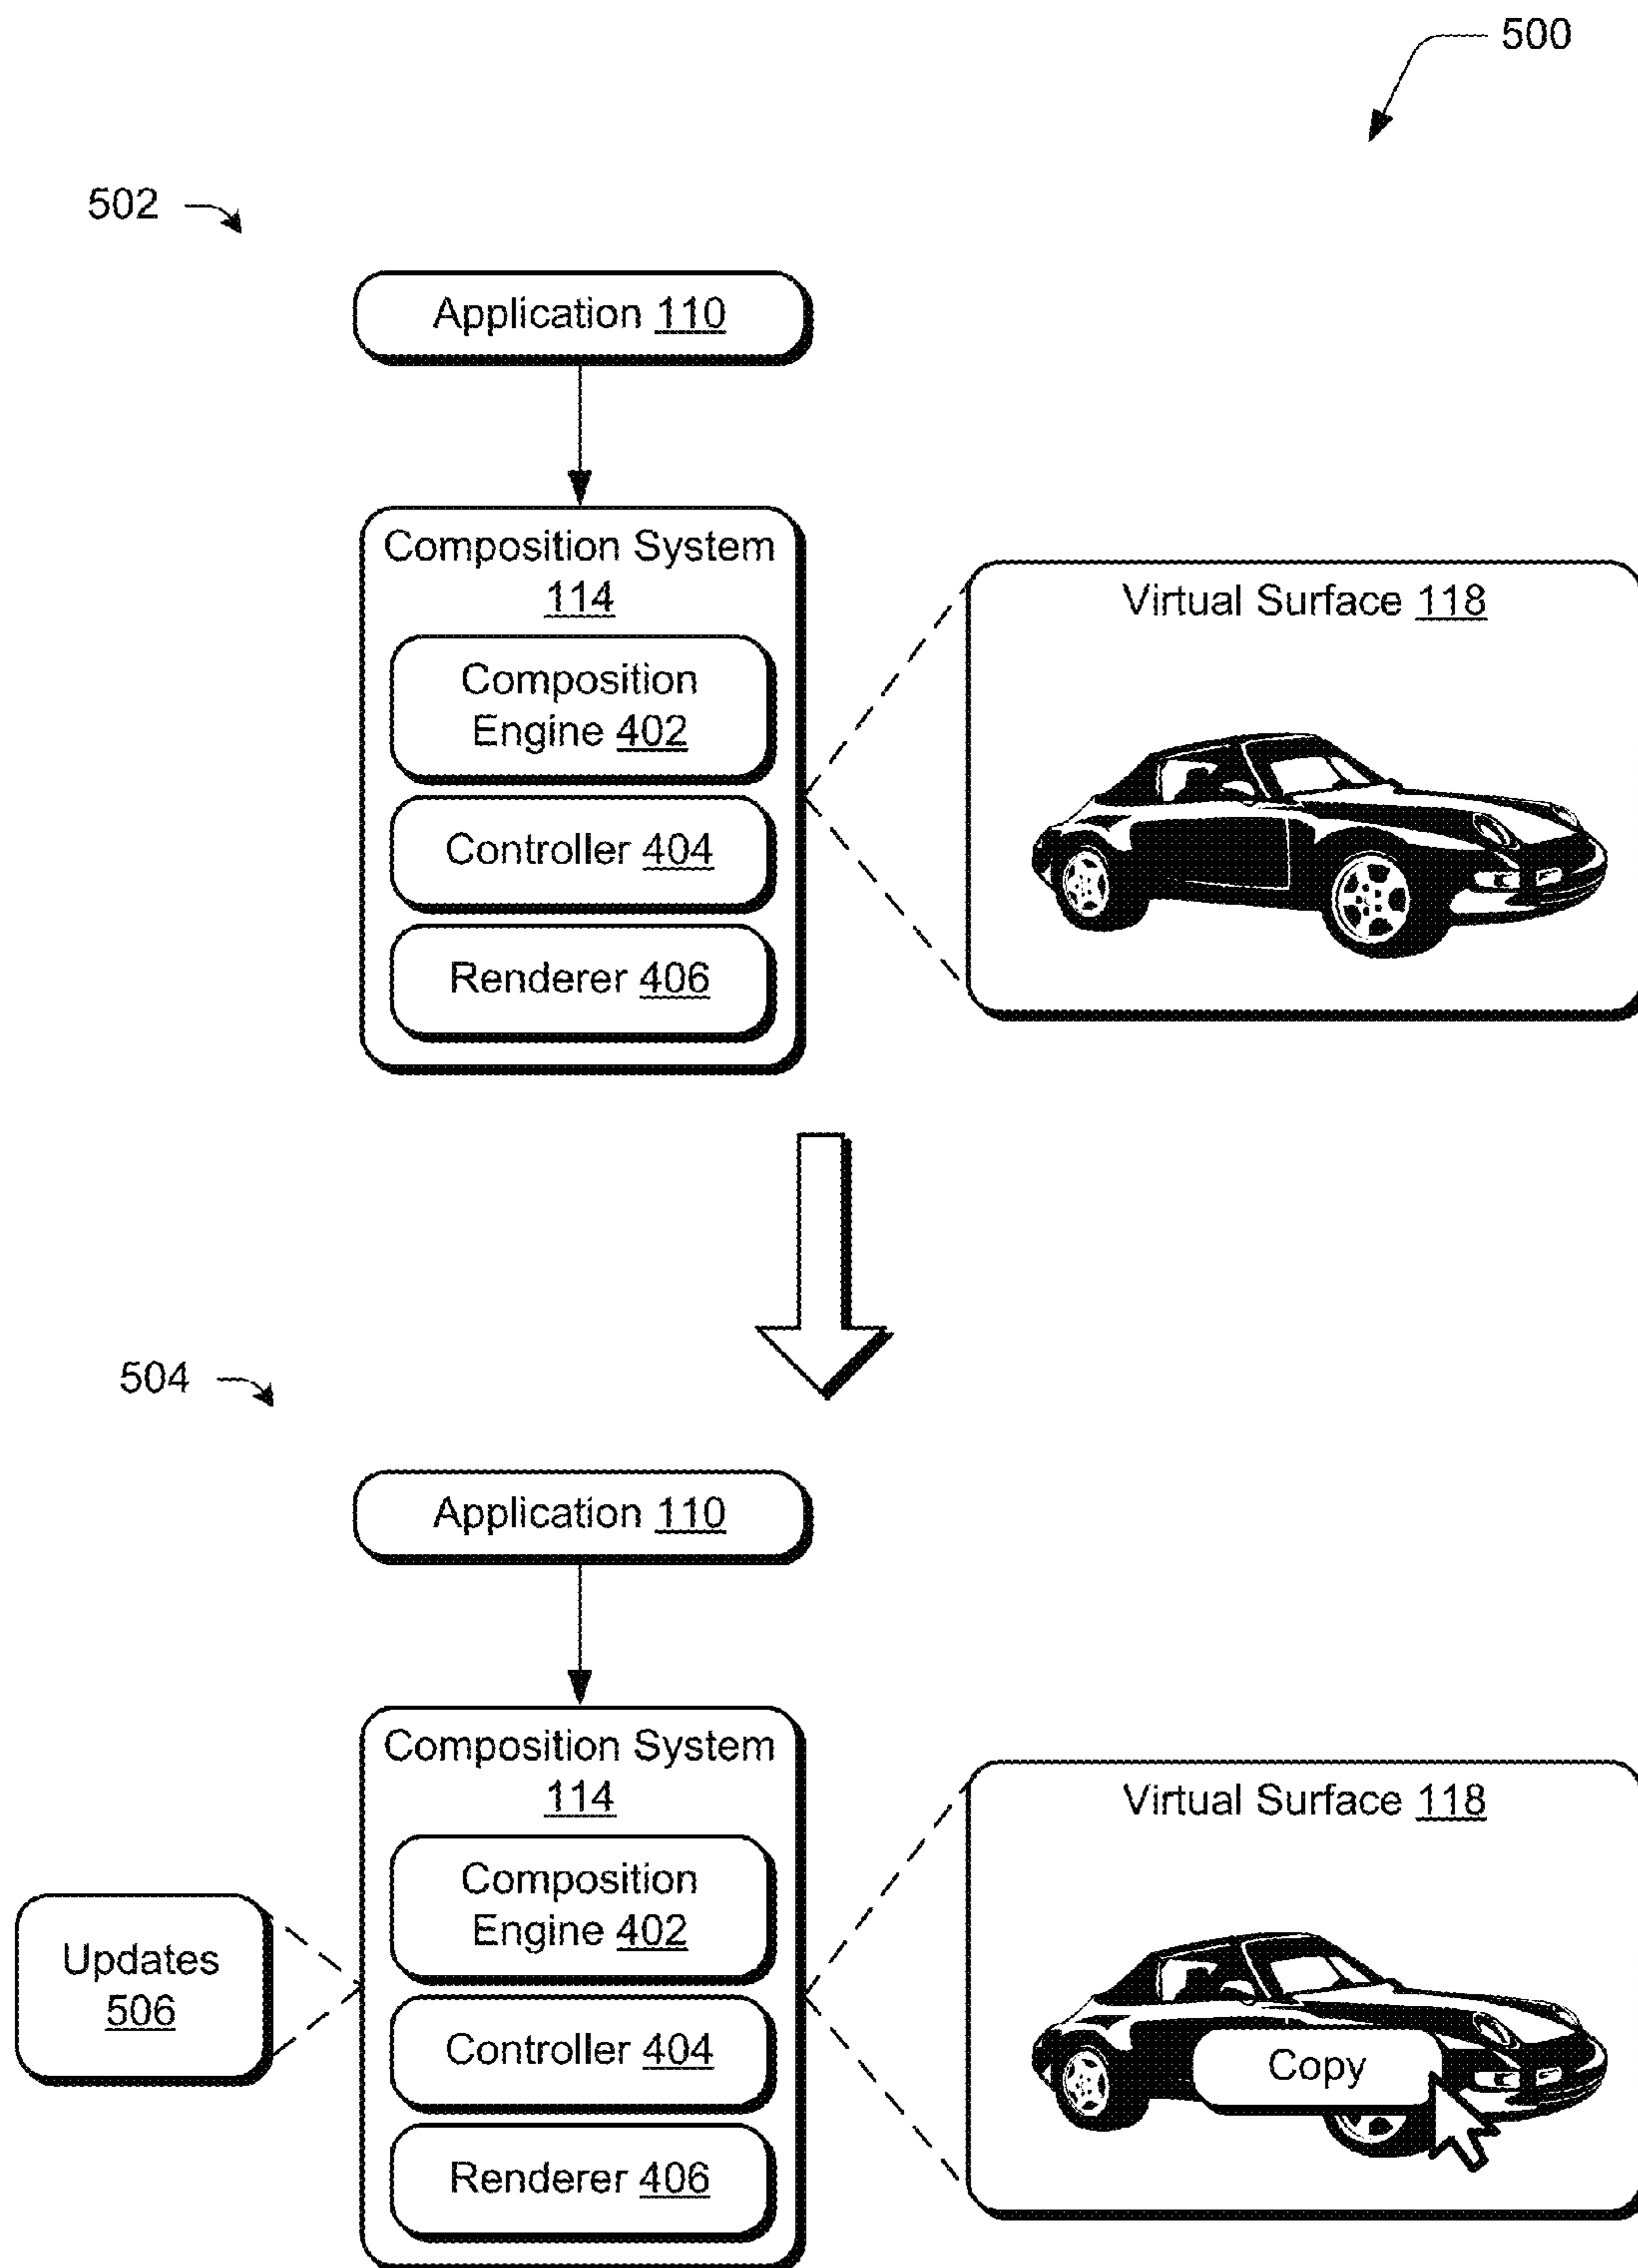 500
502
Application 110
Composition System
114
Composition
Engine 402
Controller 404
Renderer 406
Virtual Surface 118
504
Application 110
Composition System
114
Composition
Engine 402
Controller 404
Renderer 406
Updates
506
Virtual Surface 118
Copy